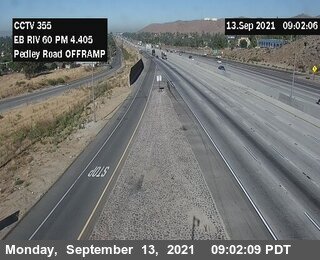 CCTV 355
EB RIV 60 PM 4.405
Pedley Road OFFRAMP
13.Sep 2021 09:02:06
STOP
Monday, September 13, 2021 09:02:09 PDT